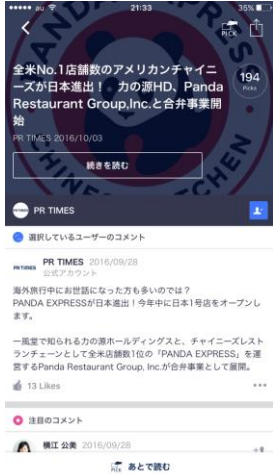 au 21:33 35%
PICK
全米No.1店舗数のアメリカンチャイニ
ーズが日本進出！ 力の源HD、Panda
Restaurant Group,Inc.と合弁事業開
始
194
Picks
PR TIMES 2016/10/03
続きを読む
PR TIMES
選択しているユーザーのコメント
PR TIMES
PR TIMES 2016/09/28
公式アカウント
海外旅行中にお世話になった方も多いのでは？
PANDA EXPRESSが日本進出！今年中に日本1号店をオープンし
ます。
一風堂で知られる力の源ホールディングスと、チャイニーズレスト
ランチェーンとして全米店舗数1位の『PANDA EXPRESS』を運
営するPanda Restaurant Group, Inc.が合弁事業として展開。
13 Likes
注目のコメント
横江 公美 2016/09/28
PICK あとで読む